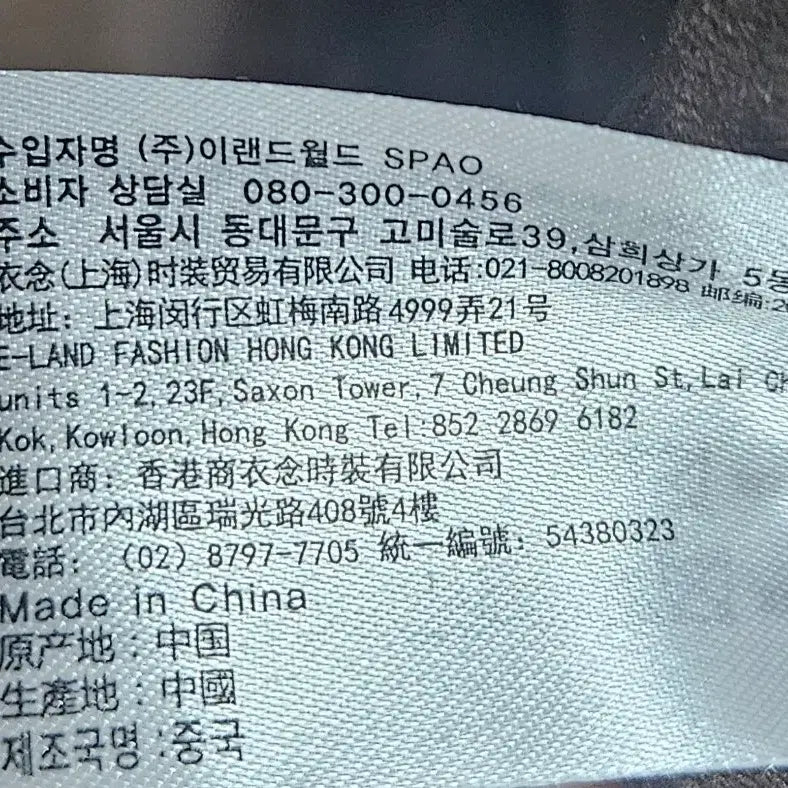 수입자명 (주)이랜드월드 SPAO
소비자 상담실 080-300-0456
주소 서울시 동대문구 고미술로39,삼희상가 5동
衣念(上海)时装贸易有限公司 电话:021-8008201898 邮编:2
地址: 上海闵行区虹梅南路4999弄21号
E-LAND FASHION HONG KONG LIMITED
units 1-2,23F,Saxon Tower,7 Cheung Shun St,Lai CH
Kok,Kowloon,Hong Kong Tel:852 2869 6182
進口商: 香港商衣念時裝有限公司
台北市內湖區瑞光路408號4樓
電話: (02) 8797-7705 統一編號: 54380323
Made in China
原产地:中国
生產地:中國
제조국명:중국